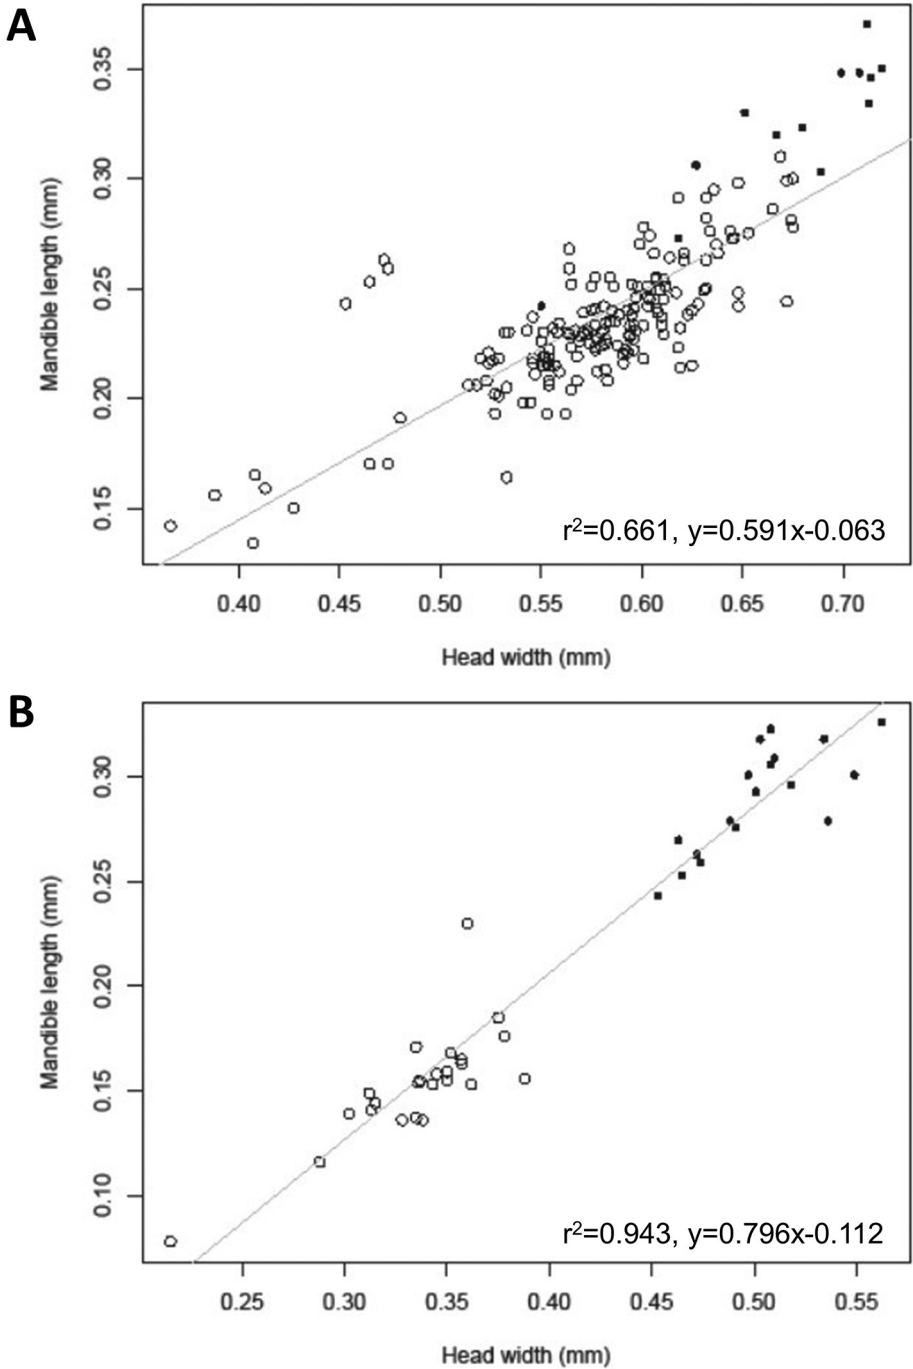 A
Mandible length (mm)
0.35
0.30
0.25
0.20
0.15
r²=0.661, y=0.591x-0.063
0.40 0.45 0.50 0.55 0.60 0.65 0.70
Head width (mm)
B
Mandible length (mm)
0.30
0.25
0.20
0.15
0.10
r²=0.943, y=0.796x-0.112
0.25 0.30 0.35 0.40 0.45 0.50 0.55
Head width (mm)